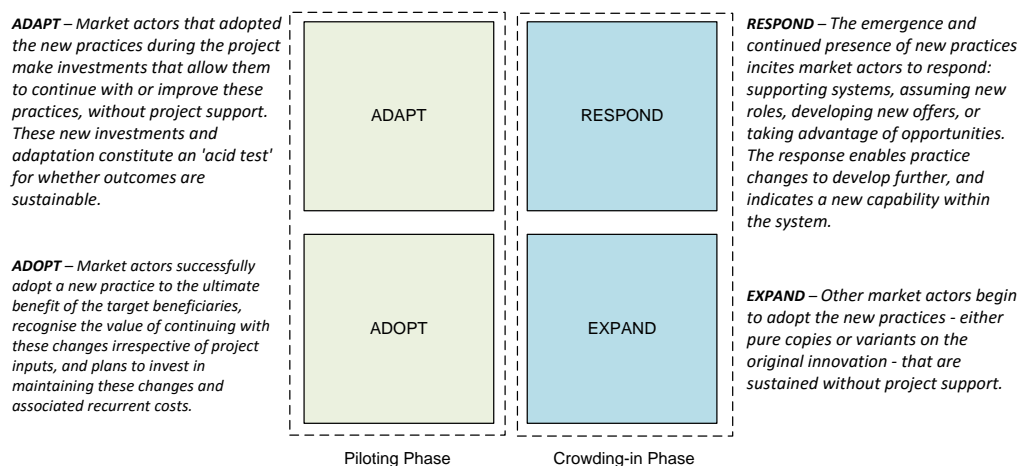 ADAPT – Market actors that adopted
the new practices during the project
make investments that allow them
to continue with or improve these
practices, without project support.
These new investments and
adaptation constitute an 'acid test'
for whether outcomes are
sustainable.
ADOPT – Market actors successfully
adopt a new practice to the ultimate
benefit of the target beneficiaries,
recognise the value of continuing with
these changes irrespective of project
inputs, and plans to invest in
maintaining these changes and
associated recurrent costs.
ADAPT
RESPOND
ADOPT
EXPAND
Piloting Phase
Crowding-in Phase
RESPOND – The emergence and
continued presence of new practices
incites market actors to respond:
supporting systems, assuming new
roles, developing new offers, or
taking advantage of opportunities.
The response enables practice
changes to develop further, and
indicates a new capability within
the system.
EXPAND – Other market actors begin
to adopt the new practices - either
pure copies or variants on the
original innovation - that are
sustained without project support.